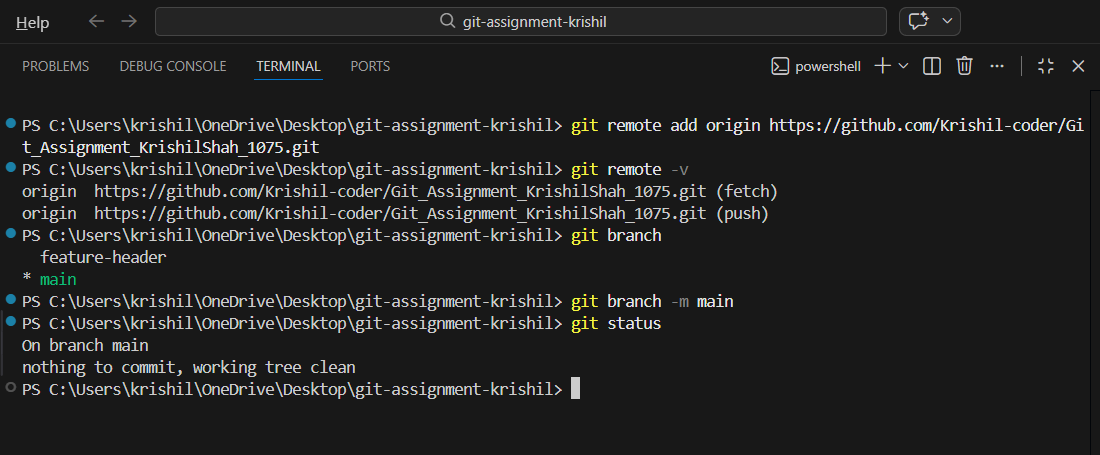 Help
git-assignment-krishil
PROBLEMS DEBUG CONSOLE TERMINAL PORTS
powershell
PS C:\Users\krishil\OneDrive\Desktop\git-assignment-krishil> git remote add origin https://github.com/Krishil-coder/Gi
t_Assignment_KrishilShah_1075.git
PS C:\Users\krishil\OneDrive\Desktop\git-assignment-krishil> git remote -v
origin  https://github.com/Krishil-coder/Git_Assignment_KrishilShah_1075.git (fetch)
origin  https://github.com/Krishil-coder/Git_Assignment_KrishilShah_1075.git (push)
PS C:\Users\krishil\OneDrive\Desktop\git-assignment-krishil> git branch
  feature-header
* main
PS C:\Users\krishil\OneDrive\Desktop\git-assignment-krishil> git branch -m main
PS C:\Users\krishil\OneDrive\Desktop\git-assignment-krishil> git status
On branch main
nothing to commit, working tree clean
PS C:\Users\krishil\OneDrive\Desktop\git-assignment-krishil>